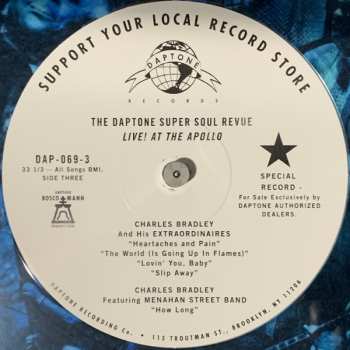 SUPPORT YOUR LOCAL RECORD STORE
DAPTONE
RECORDS
THE DAPTONE SUPER SOUL REVUE
LIVE! AT THE APOLLO
DAP-069-3
33 1/3 — All Songs BMI.
SIDE THREE
BOSCO MANN
SPECIAL
RECORD -
For Sale Exclusively by
DAPTONE AUTHORIZED
DEALERS.
CHARLES BRADLEY
And His EXTRAORDINAIRES
"Heartaches and Pain"
"The World (Is Going Up In Flames)"
"Lovin' You, Baby"
"Slip Away"
CHARLES BRADLEY
Featuring MENAHAN STREET BAND
"How Long"
DAPTONE RECORDING Co. • 115 TROUTMAN ST., BROOKLYN, NY 11206